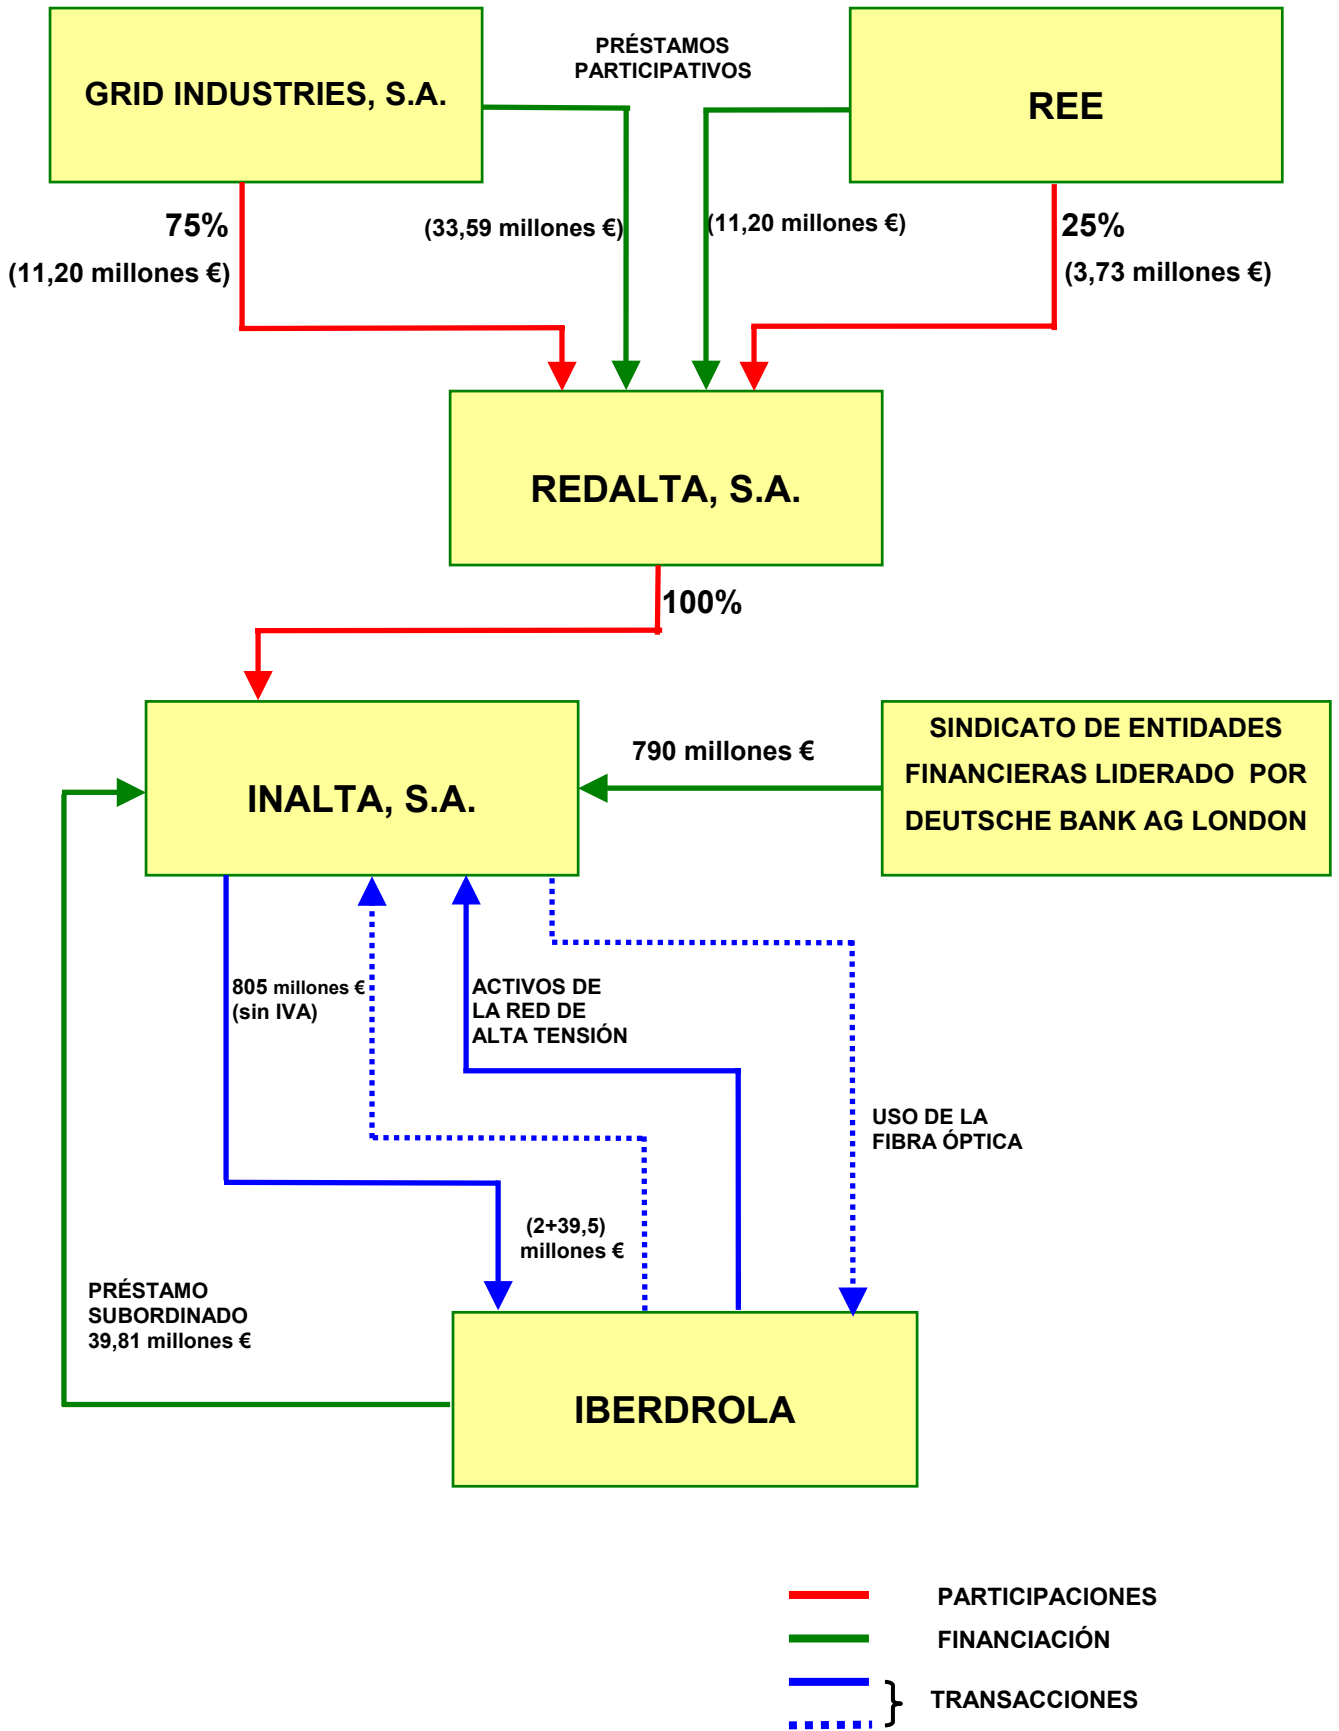 PRÉSTAMOS
PARTICIPATIVOS
GRID INDUSTRIES, S.A.
REE
75%
(11,20 millones €)
(33,59 millones €)
(11,20 millones €)
25%
(3,73 millones €)
REDALTA, S.A.
100%
INALTA, S.A.
790 millones €
SINDICATO DE ENTIDADES
FINANCIERAS LIDERADO POR
DEUTSCHE BANK AG LONDON
805 millones €
(sin IVA)
ACTIVOS DE
LA RED DE
ALTA TENSIÓN
USO DE LA
FIBRA ÓPTICA
(2+39,5)
millones €
PRÉSTAMO
SUBORDINADO
39,81 millones €
IBERDROLA
PARTICIPACIONES
FINANCIACIÓN
TRANSACCIONES